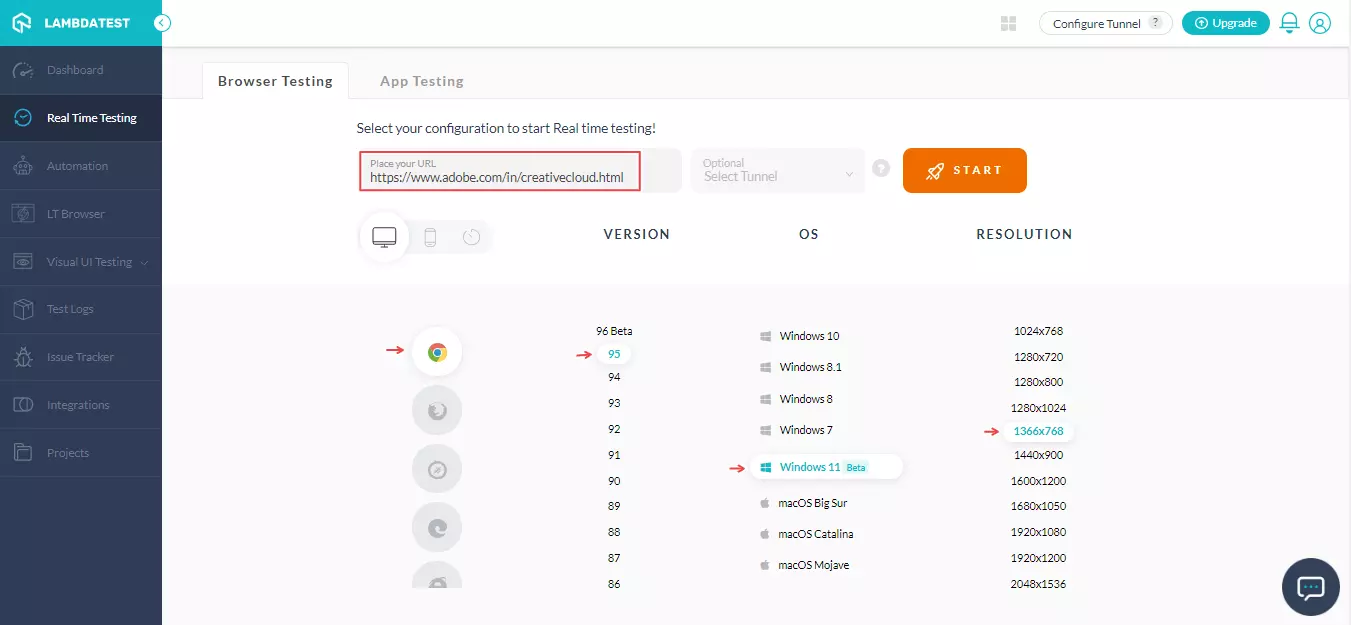 LAMBDATEST
Configure Tunnel ?
Upgrade
Dashboard
Real Time Testing
Automation
LT Browser
Visual UI Testing
Test Logs
Issue Tracker
Integrations
Projects
Browser Testing
App Testing
Select your configuration to start Real time testing!
Place your URL
https://www.adobe.com/in/creativecloud.html
Optional
Select Tunnel
?
START
VERSION
OS
RESOLUTION
96 Beta
95
94
93
92
91
90
89
88
87
86
Windows 10
Windows 8.1
Windows 8
Windows 7
Windows 11 Beta
macOS Big Sur
macOS Catalina
macOS Mojave
1024x768
1280x720
1280x800
1280x1024
1366x768
1440x900
1600x1200
1680x1050
1920x1080
1920x1200
2048x1536